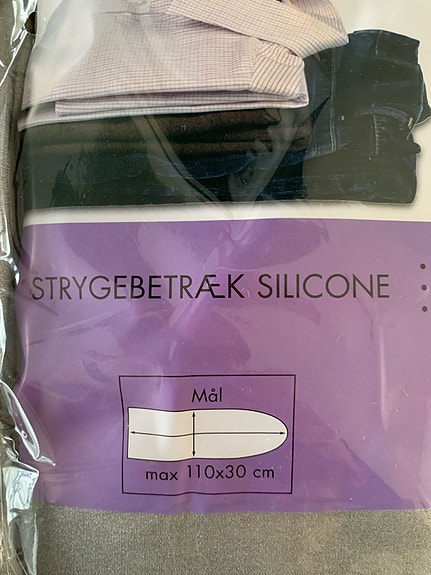 STRYGEBETRÆK SILICONE
Mål
max 110x30 cm